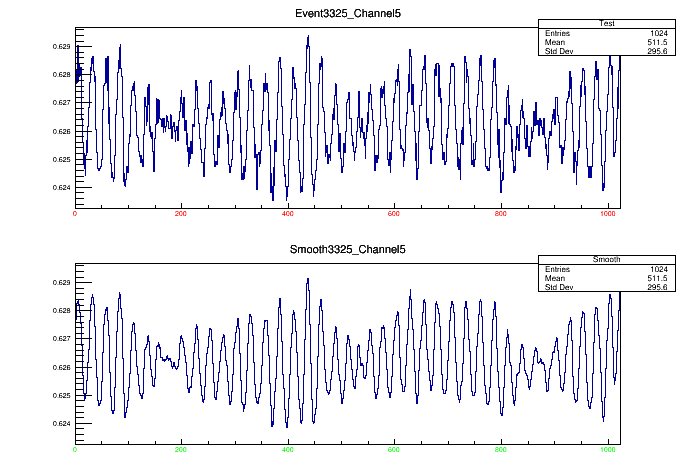 Event3325_Channel5
Test
Entries 1024
Mean 511.5
Std Dev 295.6
0.629
0.628
0.627
0.626
0.625
0.624
0 200 400 600 800 1000
Smooth3325_Channel5
Smooth
Entries 1024
Mean 511.5
Std Dev 295.6
0.629
0.628
0.627
0.626
0.625
0.624
0 200 400 600 800 1000